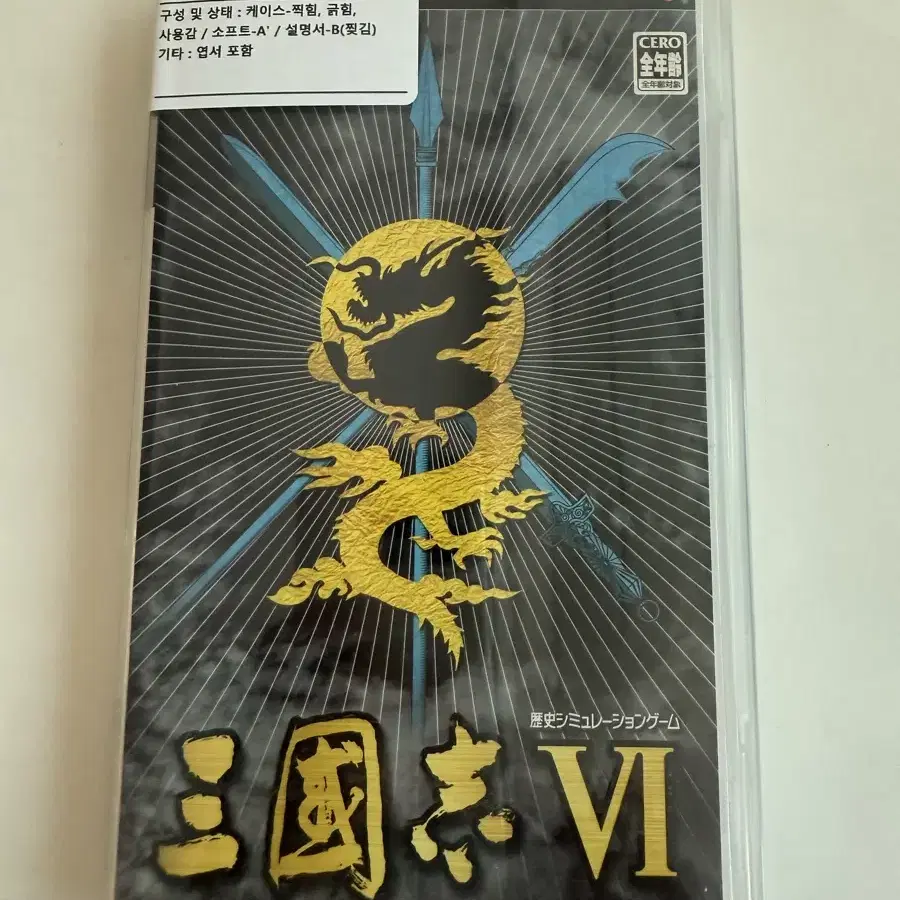 구성 및 상태 : 케이스-찍힘, 긁힘,
사용감 / 소프트-A' / 설명서-B(찢김)
기타 : 엽서 포함
CERO
全年齢
全年齢対象
歴史シミュレーションゲーム
三國志 VI